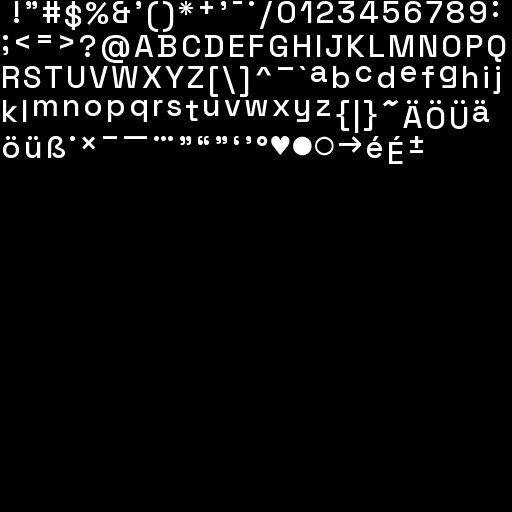 !"#$%&'()*+,-./0123456789:
;<=>?@ABCDEFGHIJKLMNOPQ
RSTUVWXYZ[\]^_`abcdefghij
klmnopqrstuvwxyz{|}~ÄÖÜä
öüß·×–—…”“”‘’°♥●○→éÉ±